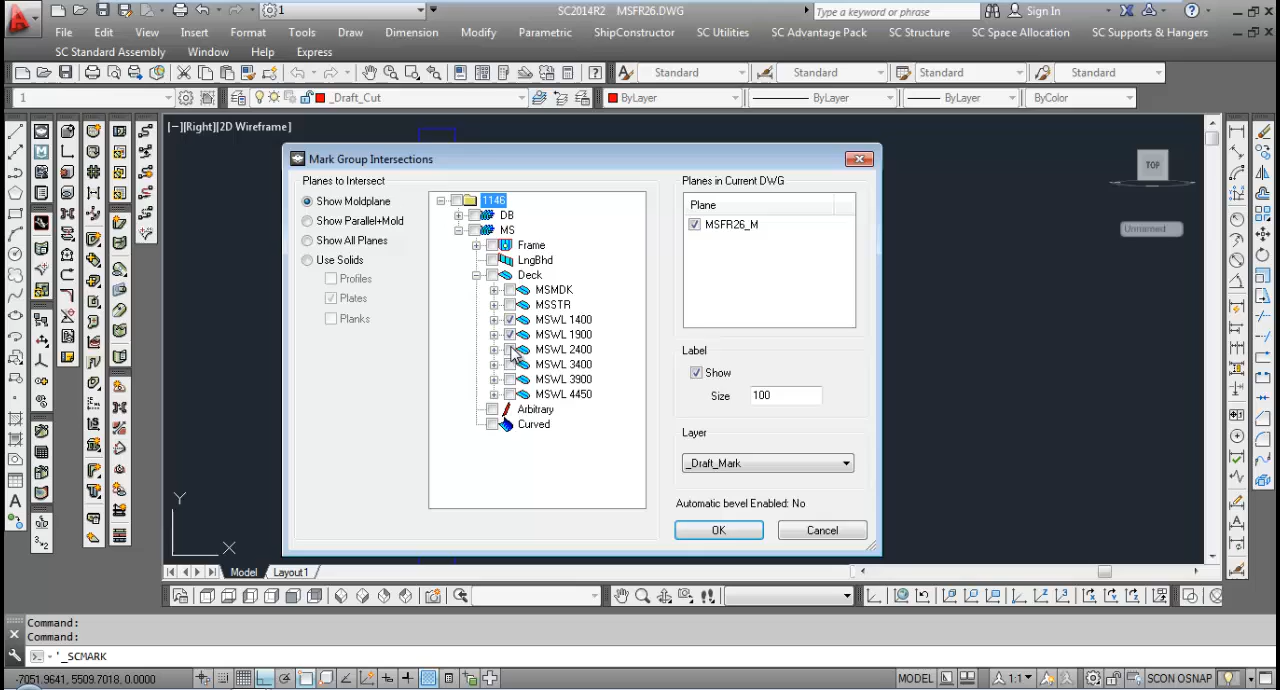 1
SC2014R2 MSFR26.DWG
Type a keyword or phrase
Sign In
File Edit View Insert Format Tools Draw Dimension Modify Parametric ShipConstructor SC Utilities SC Advantage Pack SC Structure SC Space Allocation SC Supports & Hangers
SC Standard Assembly Window Help Express
Standard Standard Standard Standard
1 _Draft_Cut ByLayer ByLayer ByLayer ByColor
[−][Right][2D Wireframe]
Mark Group Intersections
Planes to Intersect
Show Moldplane
Show Parallel+Mold
Show All Planes
Use Solids
Profiles
Plates
Planks
1146
DB
MS
Frame
LngBhd
Deck
MSMDK
MSSTR
MSWL 1400
MSWL 1900
MSWL 2400
MSWL 3400
MSWL 3900
MSWL 4450
Arbitrary
Curved
Planes in Current DWG
Plane
MSFR26_M
Label
Show
Size 100
Layer
_Draft_Mark
Automatic bevel Enabled: No
OK Cancel
TOP
Unnamed
Y
X
Model Layout1
Command:
Command:
'_SCMARK
-7051.9641, 5509.7018, 0.0000 MODEL 1:1 SCON OSNAP